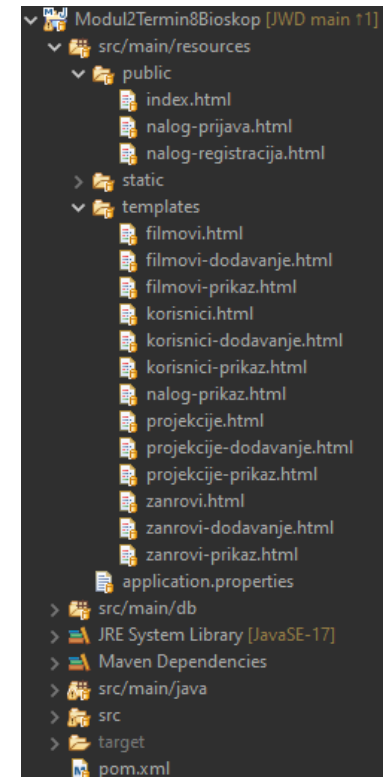 Modul2Termin8Bioskop [JWD main ↑1]
src/main/resources
public
index.html
nalog-prijava.html
nalog-registracija.html
static
templates
filmovi.html
filmovi-dodavanje.html
filmovi-prikaz.html
korisnici.html
korisnici-dodavanje.html
korisnici-prikaz.html
nalog-prikaz.html
projekcije.html
projekcije-dodavanje.html
projekcije-prikaz.html
zanrovi.html
zanrovi-dodavanje.html
zanrovi-prikaz.html
application.properties
src/main/db
JRE System Library [JavaSE-17]
Maven Dependencies
src/main/java
src
target
pom.xml